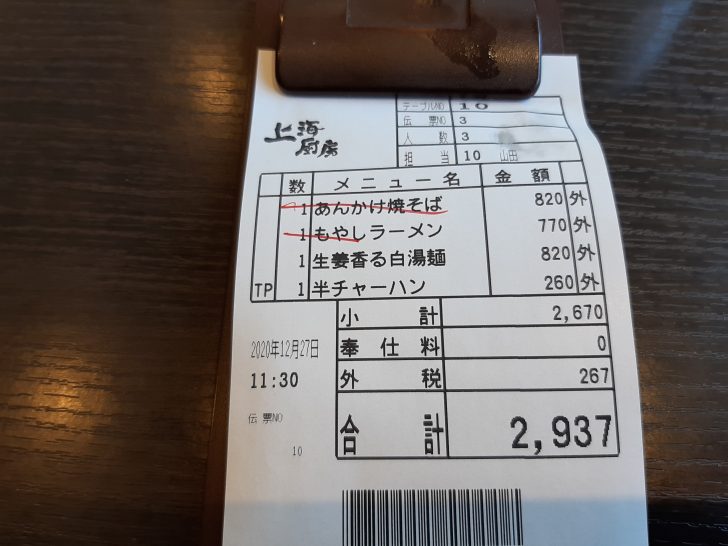 テーブルNO 10
伝票NO 3
人数 3
担当 10 山田
上海
厨房
数 メニュー名 金額
1 あんかけ焼そば 820 外
1 もやしラーメン 770 外
1 生姜香る白湯麺 820 外
TP 1 半チャーハン 260 外
小計 2,670
奉仕料 0
外税 267
合計 2,937
2020年12月27日
11:30
伝票NO
10